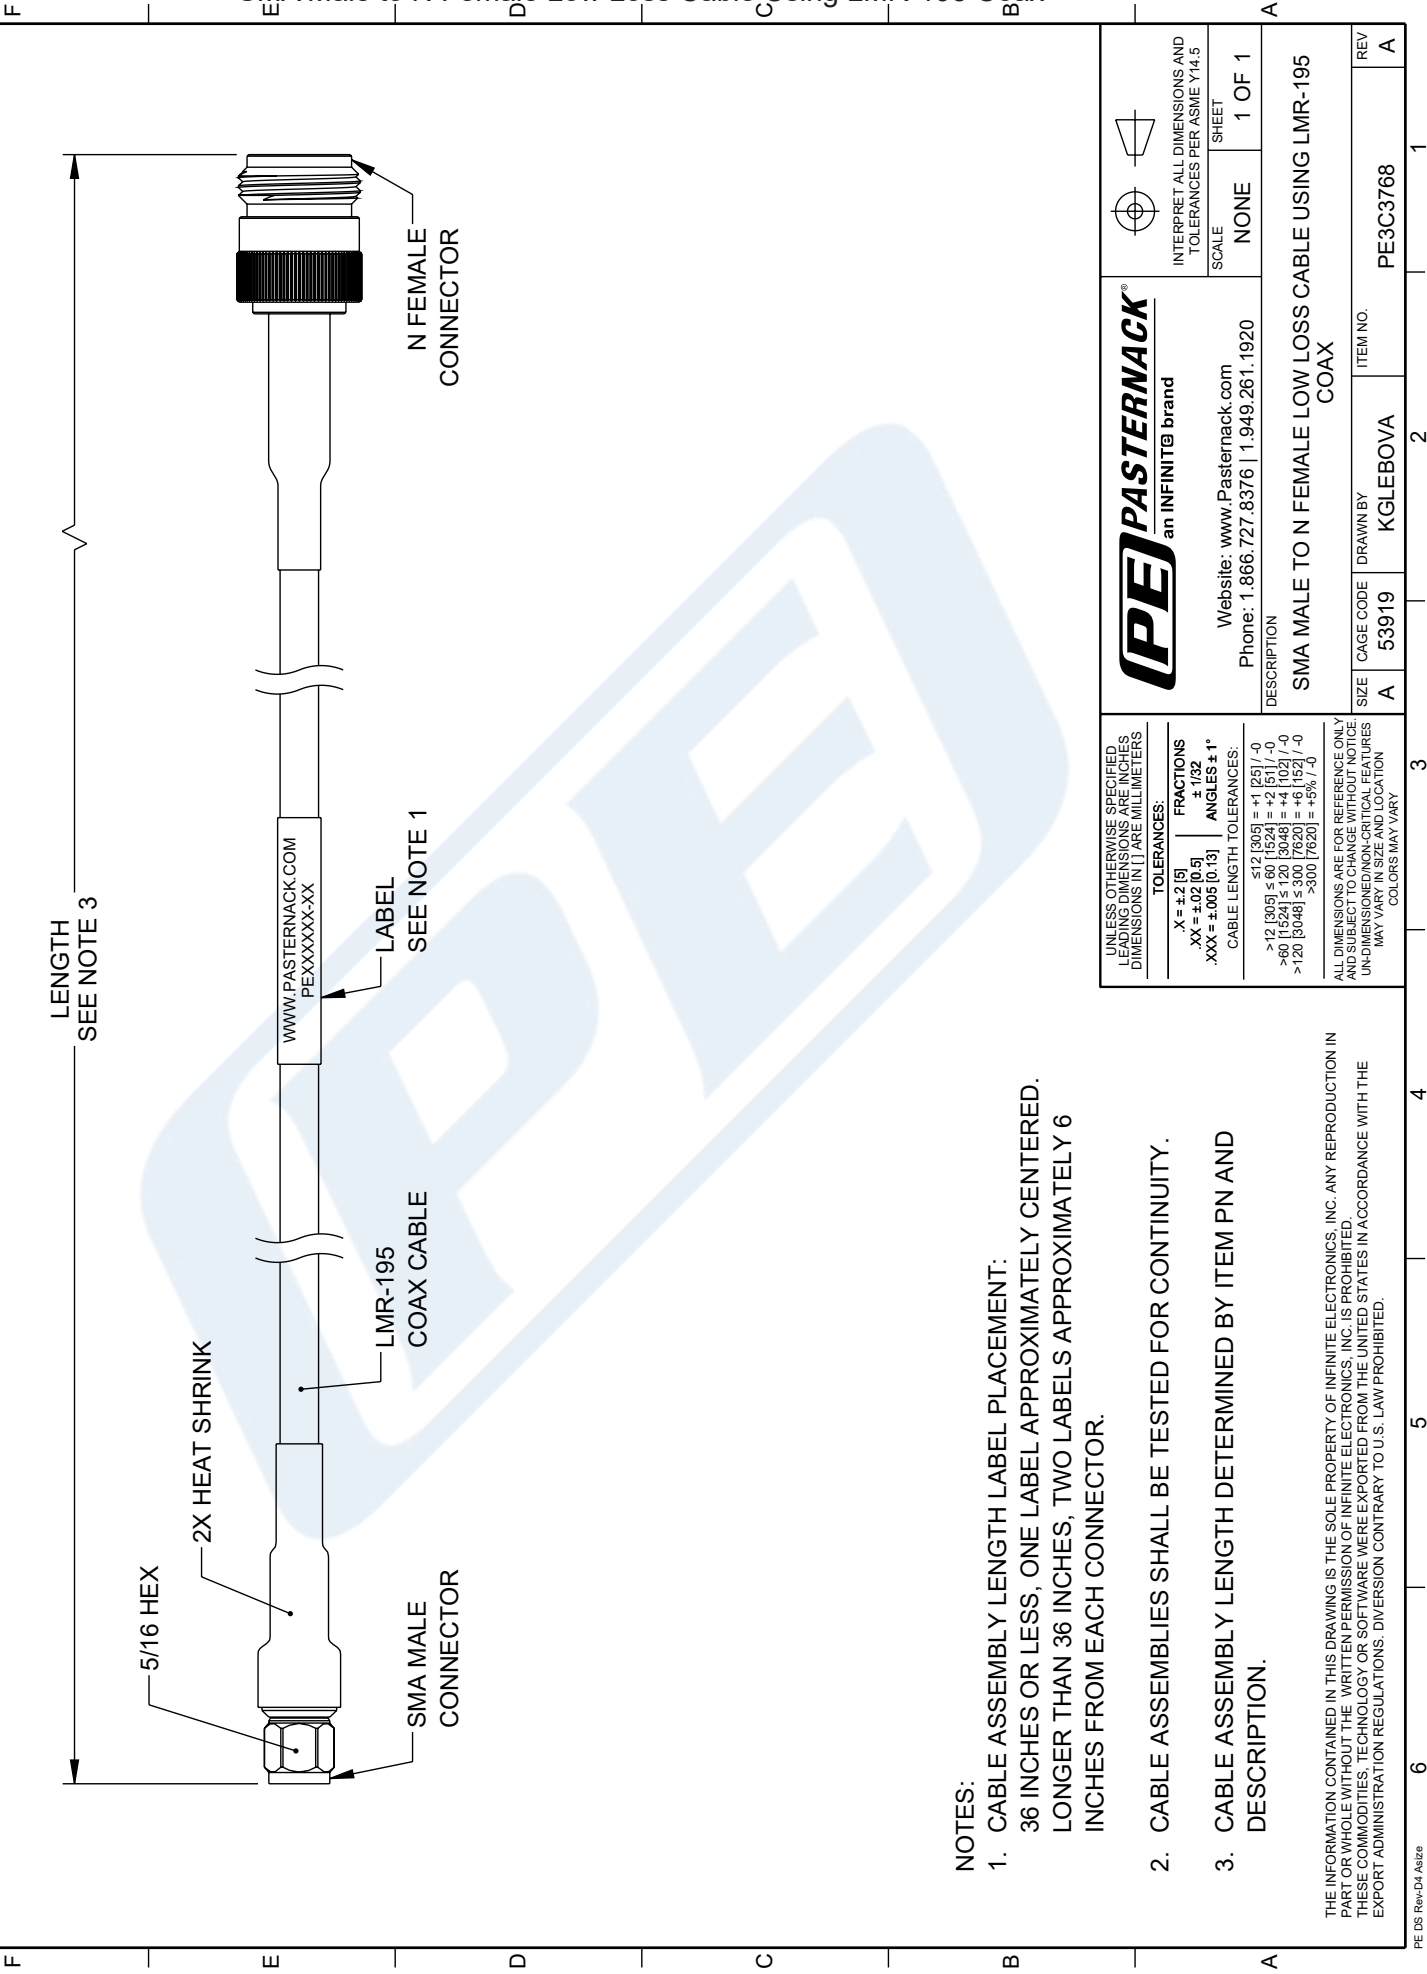 SMA Male to N Female Low Loss Cable Using LMR-195 Coax
LENGTH
SEE NOTE 3
5/16 HEX
2X HEAT SHRINK
WWW.PASTERNACK.COM
PEXXXXXX-XX
SMA MALE
CONNECTOR
LMR-195
COAX CABLE
LABEL
SEE NOTE 1
N FEMALE
CONNECTOR
NOTES:
1. CABLE ASSEMBLY LENGTH LABEL PLACEMENT:
36 INCHES OR LESS, ONE LABEL APPROXIMATELY CENTERED.
LONGER THAN 36 INCHES, TWO LABELS APPROXIMATELY 6
INCHES FROM EACH CONNECTOR.
2. CABLE ASSEMBLIES SHALL BE TESTED FOR CONTINUITY.
3. CABLE ASSEMBLY LENGTH DETERMINED BY ITEM PN AND
DESCRIPTION.
THE INFORMATION CONTAINED IN THIS DRAWING IS THE SOLE PROPERTY OF INFINITE ELECTRONICS, INC. ANY REPRODUCTION IN
PART OR WHOLE WITHOUT THE WRITTEN PERMISSION OF INFINITE ELECTRONICS, INC. IS PROHIBITED.
THESE COMMODITIES, TECHNOLOGY OR SOFTWARE WERE EXPORTED FROM THE UNITED STATES IN ACCORDANCE WITH THE
EXPORT ADMINISTRATION REGULATIONS. DIVERSION CONTRARY TO U.S. LAW PROHIBITED.
UNLESS OTHERWISE SPECIFIED
LEADING DIMENSIONS ARE INCHES
DIMENSIONS IN [ ] ARE MILLIMETERS
TOLERANCES:
.X = ±.2 [5]
.XX = ±.02 [0.5]
.XXX = ±.005 [0.13]
FRACTIONS
± 1/32
ANGLES ± 1°
CABLE LENGTH TOLERANCES:
≤12 [305] = +1 [25] / -0
>12 [305] ≤ 60 [1524] = +2 [51] / -0
>60 [1524] ≤ 120 [3048] = +4 [102] / -0
>120 [3048] ≤ 300 [7620] = +6 [152] / -0
>300 [7620] = +5% / -0
ALL DIMENSIONS ARE FOR REFERENCE ONLY
AND SUBJECT TO CHANGE WITHOUT NOTICE.
UN-DIMENSIONED/NON-CRITICAL FEATURES
MAY VARY IN SIZE AND LOCATION
COLORS MAY VARY
PE PASTERNACK®
an INFINITE brand
Website: www.Pasternack.com
Phone: 1.866.727.8376 | 1.949.261.1920
INTERPRET ALL DIMENSIONS AND
TOLERANCES PER ASME Y14.5
SCALE
NONE
SHEET
1 OF 1
DESCRIPTION
SMA MALE TO N FEMALE LOW LOSS CABLE USING LMR-195
COAX
SIZE
A
CAGE CODE
53919
DRAWN BY
KGLEBOVA
ITEM NO.
PE3C3768
REV
A
PE DS Rev-D4 Asize
6
5
4
3
2
1
F
E
D
C
B
A
F
E
D
C
B
A
PE